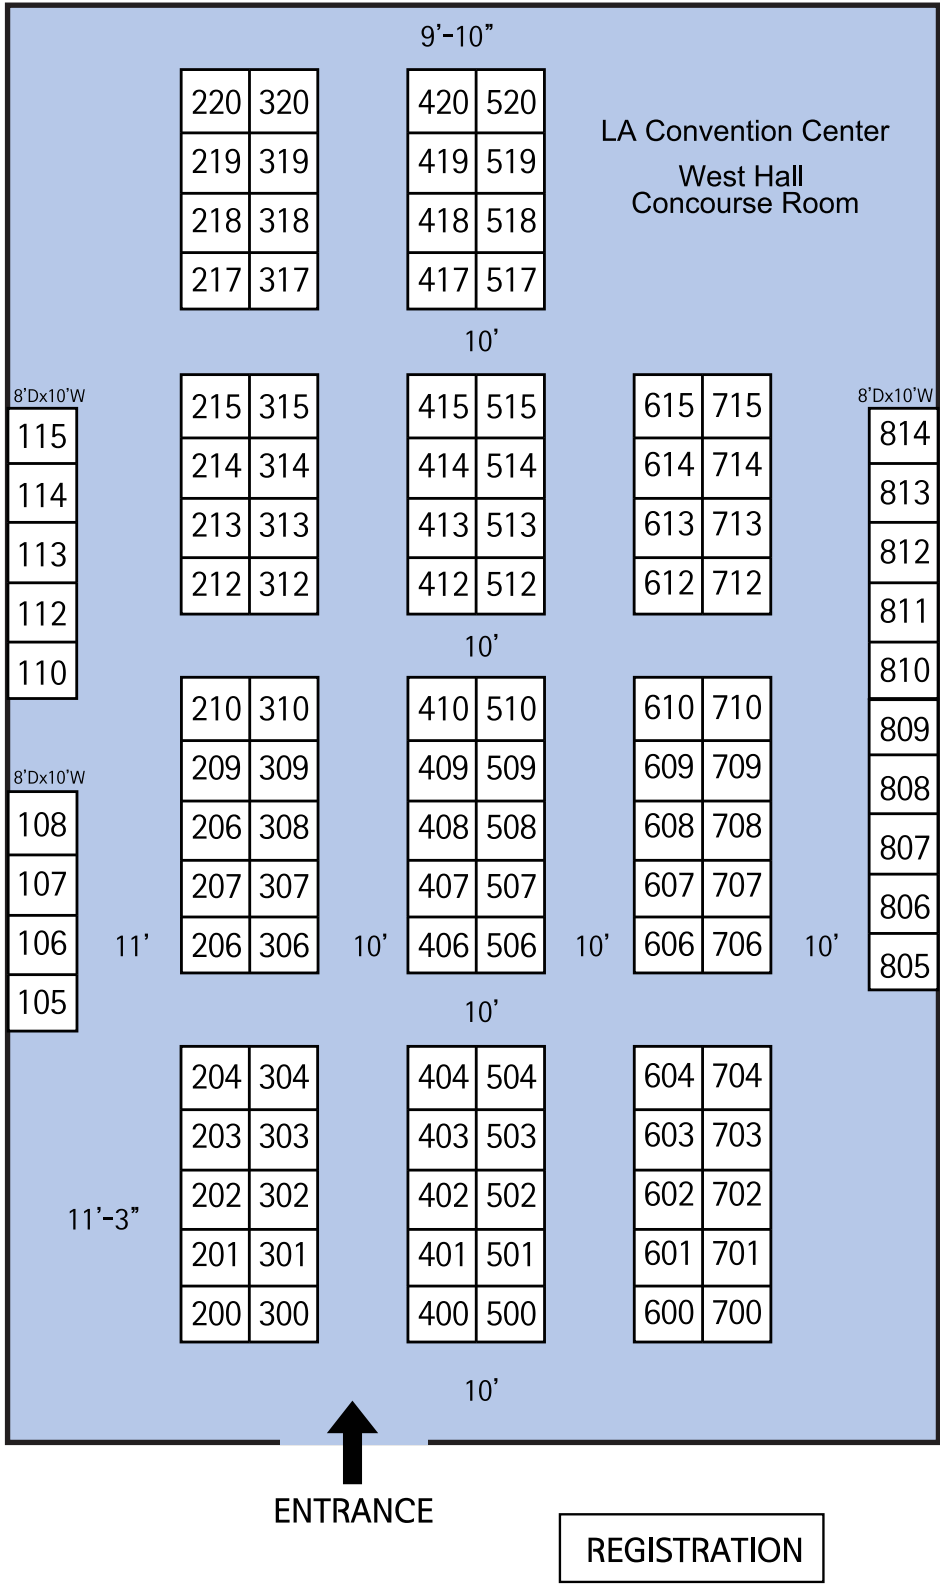 9'-10"
220 320 420 520
LA Convention Center
219 319 419 519
West Hall
Concourse Room
218 318 418 518
217 317 417 517
10'
8'Dx10'W 8'Dx10'W
215 315 415 515 615 715
115 814
214 314 414 514 614 714
114 813
213 313 413 513 613 713
113 812
212 312 412 512 612 712
112 811
10'
110 810
210 310 410 510 610 710
809
209 309 409 509 609 709
8'Dx10'W
808
108 206 308 408 508 608 708
807
107 207 307 407 507 607 707
806
106 11' 206 306 10' 406 506 10' 606 706 10'
805
105 10'
204 304 404 504 604 704
203 303 403 503 603 703
202 302 402 502 602 702
11'-3"
201 301 401 501 601 701
200 300 400 500 600 700
10'
ENTRANCE
REGISTRATION